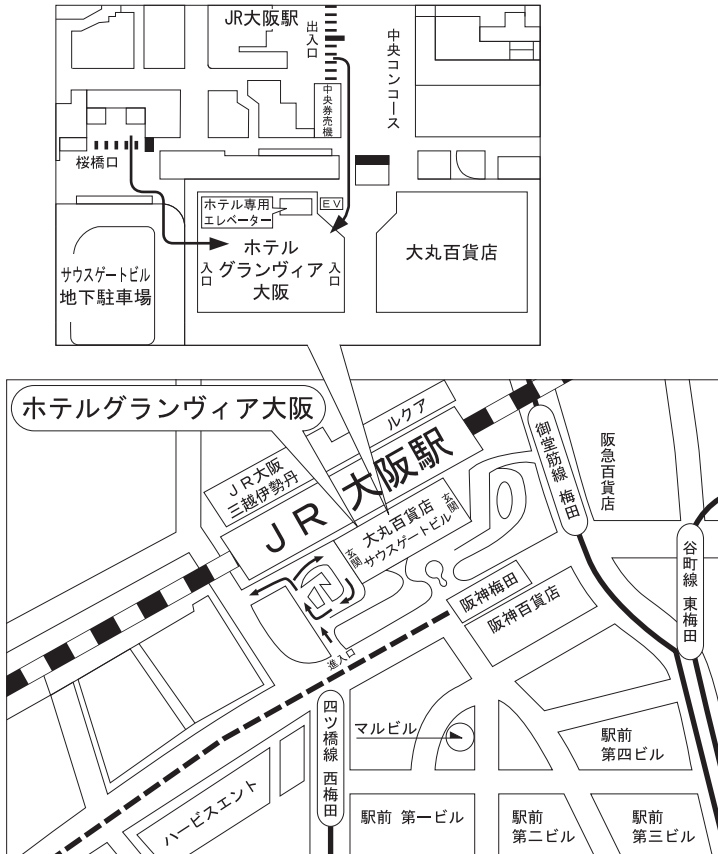 JR大阪駅
出入口
中央コンコース
中央券売機
桜橋口
ホテル専用
エレベーター
EV
ホテル
グランヴィア
大阪
入口
入口
大丸百貨店
サウスゲートビル
地下駐車場
ホテルグランヴィア大阪
ルクア
JR大阪
三越伊勢丹
JR 大阪駅
大丸百貨店
サウスゲートビル
玄関
玄関
御堂筋線 梅田
阪急百貨店
谷町線 東梅田
阪神梅田
阪神百貨店
進入口
四ツ橋線 西梅田
マルビル
駅前
第四ビル
ハービスエント
駅前 第一ビル
駅前
第二ビル
駅前
第三ビル